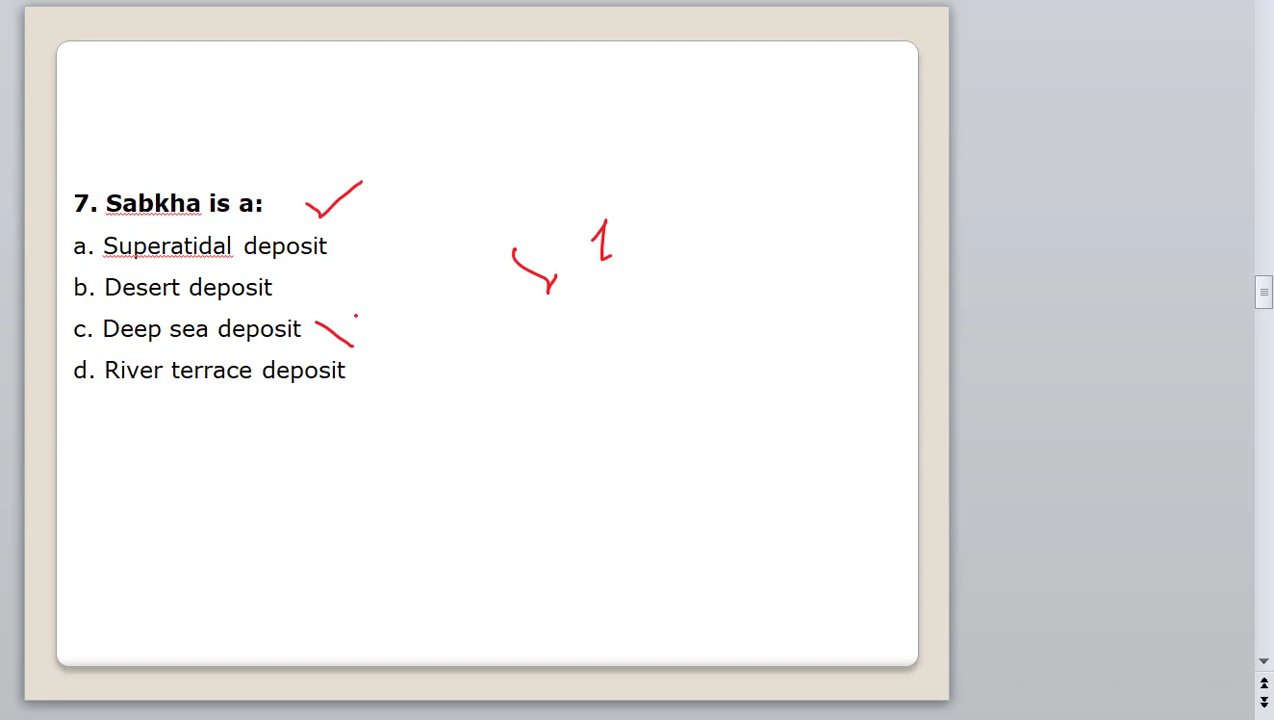 7. Sabkha is a:
a. Superatidal deposit
b. Desert deposit
c. Deep sea deposit
d. River terrace deposit